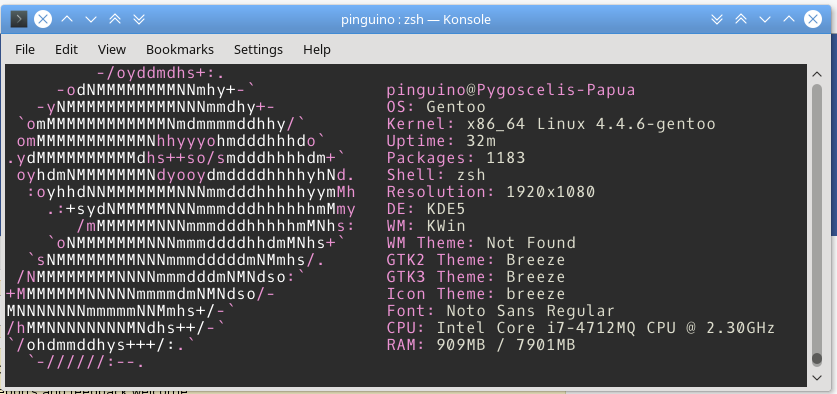 pinguino : zsh — Konsole
File Edit View Bookmarks Settings Help
-/oyddmdhs+:.
-odNMMMMMMMMNNmhy+-` pinguino@Pygoscelis-Papua
-yNMMMMMMMMMMMNNNmmdhy+- OS: Gentoo
`omMMMMMMMMMMMMNmdmmmmddhhy/` Kernel: x86_64 Linux 4.4.6-gentoo
omMMMMMMMMMMMNhhyyyohmdddhhhdo` Uptime: 32m
.ydMMMMMMMMMMdhs++so/smdddhhhhdm+` Packages: 1183
oyhdmNMMMMMMMNdyooydmddddhhhhyhNd. Shell: zsh
:oyhhdNNMMMMMMMNNNmmdddhhhhhyymMh Resolution: 1920x1080
.:+sydNMMMMMNNNmmmdddhhhhhhmMmy DE: KDE5
/mMMMMMMNNNmmmdddhhhhhmMNhs: WM: KWin
`oNMMMMMMMNNNmmmddddhhdmMNhs+` WM Theme: Not Found
`sNMMMMMMMMNNNmmmdddddmNMmhs/. GTK2 Theme: Breeze
/NMMMMMMMMNNNNmmmdddmNMNdso:` GTK3 Theme: Breeze
+MMMMMMMNNNNNmmmmdmNMNdso/- Icon Theme: breeze
MNNNNNNNmmmmmNNMmhs+/-` Font: Noto Sans Regular
/hMMNNNNNNNNMNdhs++/-` CPU: Intel Core i7-4712MQ CPU @ 2.30GHz
`/ohdmmddhys+++/:.` RAM: 909MB / 7901MB
`-//////:--.